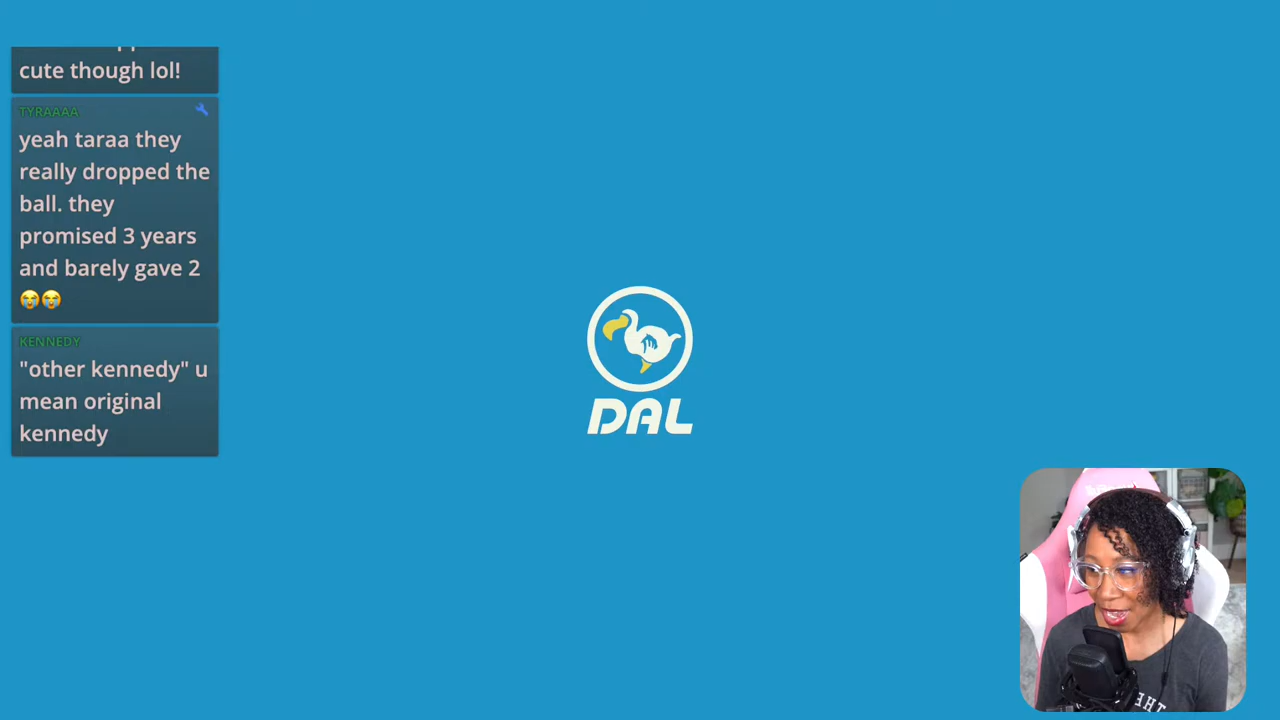 cute though lol!
TYRAAAA
yeah taraa they
really dropped the
ball. they
promised 3 years
and barely gave 2
😭😭
KENNEDY
"other kennedy" u
mean original
kennedy
DAL
THE